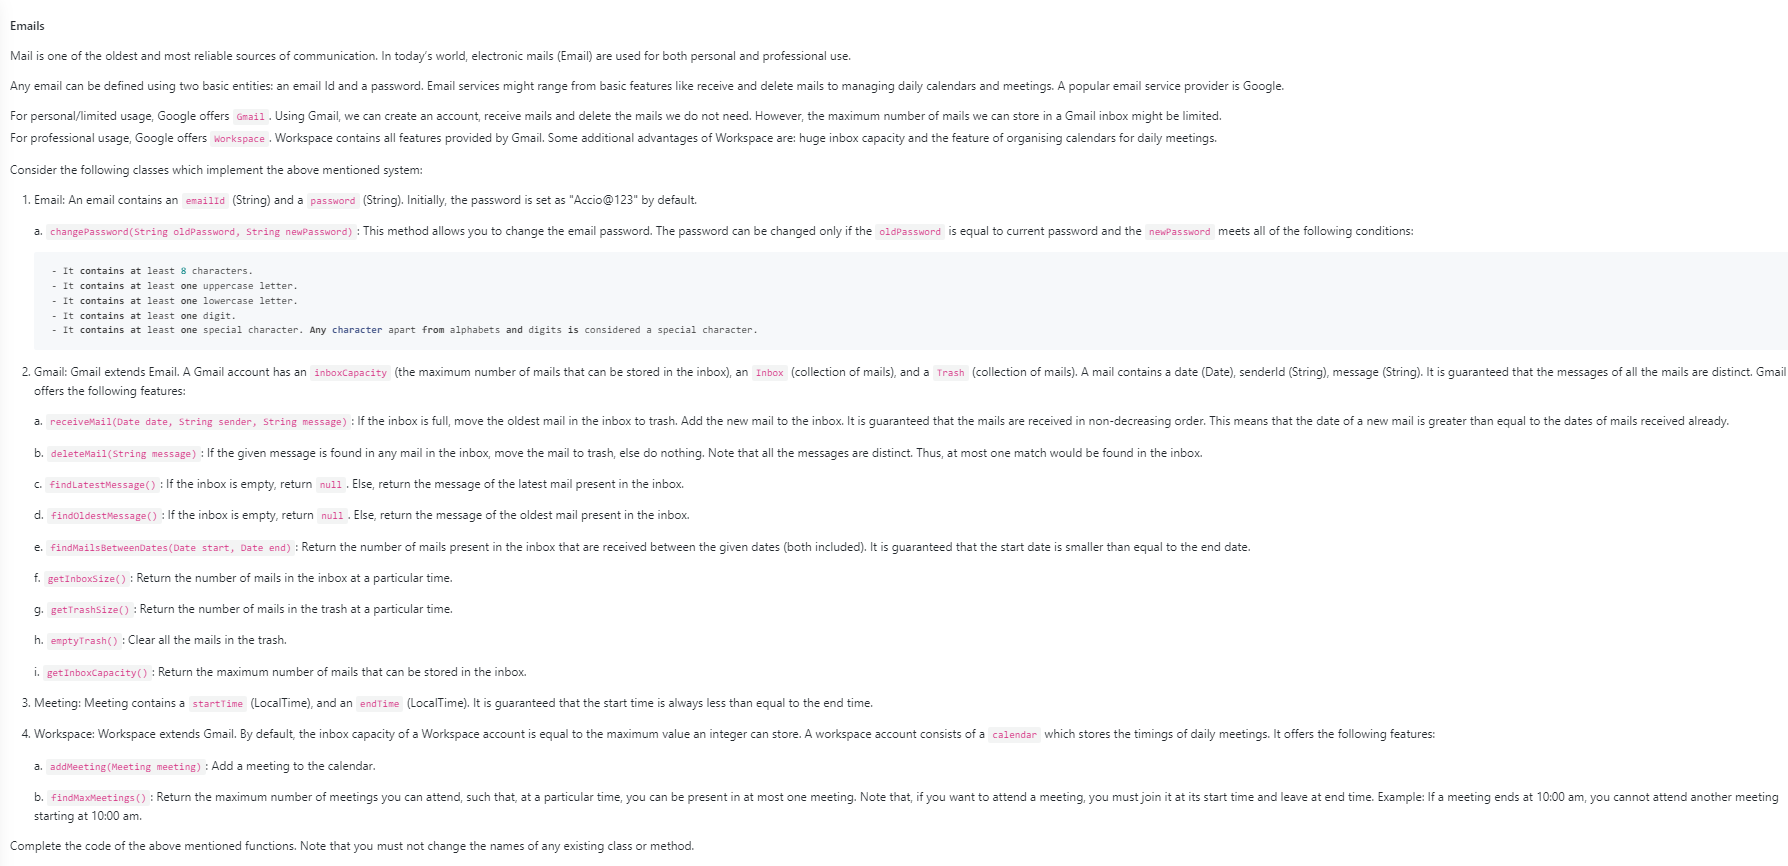 Emails
Mail is one of the oldest and most reliable sources of communication. In today's world, electronic mails (Email) are used for both personal and professional use.
Any email can be defined using two basic entities: an email Id and a password. Email services might range from basic features like receive and delete mails to managing daily calendars and meetings. A popular email service provider is Google.
For personal/limited usage, Google offers Gmail . Using Gmail, we can create an account, receive mails and delete the mails we do not need. However, the maximum number of mails we can store in a Gmail inbox might be limited.
For professional usage, Google offers Workspace . Workspace contains all features provided by Gmail. Some additional advantages of Workspace are: huge inbox capacity and the feature of organising calendars for daily meetings.
Consider the following classes which implement the above mentioned system:
1. Email: An email contains an emailId (String) and a password (String). Initially, the password is set as "Accio@123" by default.
a. changePassword(String oldPassword, String newPassword) : This method allows you to change the email password. The password can be changed only if the oldPassword is equal to current password and the newPassword meets all of the following conditions:
- It contains at least 8 characters.
- It contains at least one uppercase letter.
- It contains at least one lowercase letter.
- It contains at least one digit.
- It contains at least one special character. Any character apart from alphabets and digits is considered a special character.
2. Gmail: Gmail extends Email. A Gmail account has an inboxCapacity (the maximum number of mails that can be stored in the inbox), an Inbox (collection of mails), and a Trash (collection of mails). A mail contains a date (Date), senderId (String), message (String). It is guaranteed that the messages of all the mails are distinct. Gmail
offers the following features:
a. receiveMail(Date date, String sender, String message) : If the inbox is full, move the oldest mail in the inbox to trash. Add the new mail to the inbox. It is guaranteed that the mails are received in non-decreasing order. This means that the date of a new mail is greater than equal to the dates of mails received already.
b. deleteMail(String message) : If the given message is found in any mail in the inbox, move the mail to trash, else do nothing. Note that all the messages are distinct. Thus, at most one match would be found in the inbox.
c. findLatestMessage() : If the inbox is empty, return null . Else, return the message of the latest mail present in the inbox.
d. findOldestMessage() : If the inbox is empty, return null . Else, return the message of the oldest mail present in the inbox.
e. findMailsBetweenDates(Date start, Date end) : Return the number of mails present in the inbox that are received between the given dates (both included). It is guaranteed that the start date is smaller than equal to the end date.
f. getInboxSize() : Return the number of mails in the inbox at a particular time.
g. getTrashSize() : Return the number of mails in the trash at a particular time.
h. emptyTrash() : Clear all the mails in the trash.
i. getInboxCapacity() : Return the maximum number of mails that can be stored in the inbox.
3. Meeting: Meeting contains a startTime (LocalTime), and an endTime (LocalTime). It is guaranteed that the start time is always less than equal to the end time.
4. Workspace: Workspace extends Gmail. By default, the inbox capacity of a Workspace account is equal to the maximum value an integer can store. A workspace account consists of a calendar which stores the timings of daily meetings. It offers the following features:
a. addMeeting(Meeting meeting) : Add a meeting to the calendar.
b. findMaxMeetings() : Return the maximum number of meetings you can attend, such that, at a particular time, you can be present in at most one meeting. Note that, if you want to attend a meeting, you must join it at its start time and leave at end time. Example: If a meeting ends at 10:00 am, you cannot attend another meeting
starting at 10:00 am.
Complete the code of the above mentioned functions. Note that you must not change the names of any existing class or method.